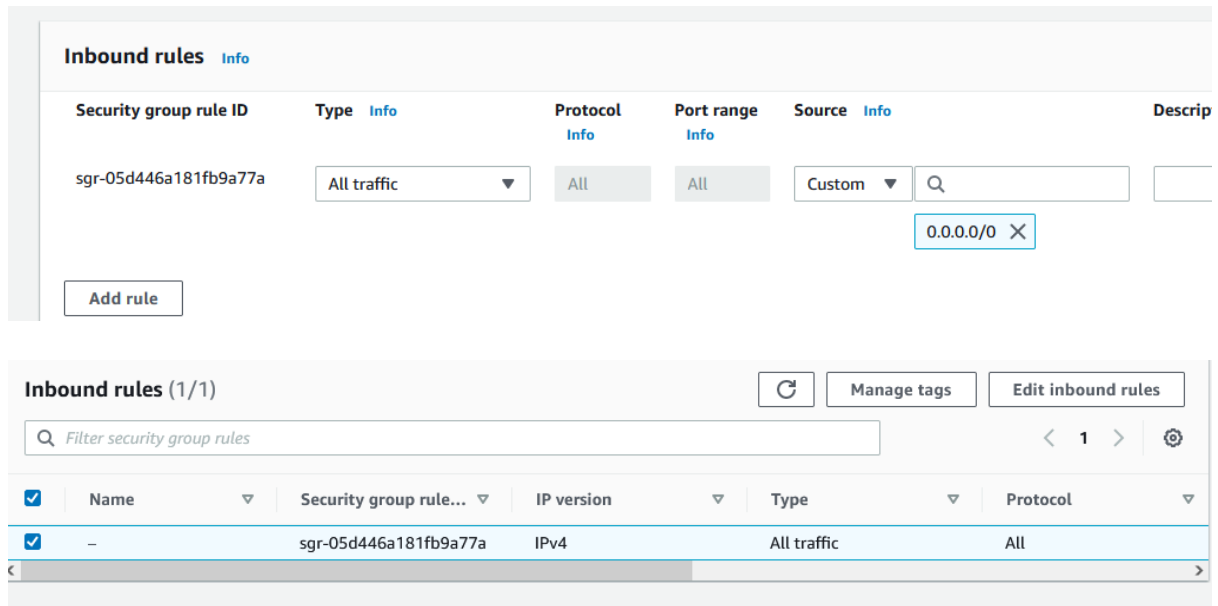 Inbound rules Info
Security group rule ID Type Info Protocol Info Port range Info Source Info Descrip
sgr-05d446a181fb9a77a All traffic All All Custom
0.0.0.0/0
Add rule
Inbound rules (1/1) Manage tags Edit inbound rules
Filter security group rules 1
Name Security group rule... IP version Type Protocol
– sgr-05d446a181fb9a77a IPv4 All traffic All